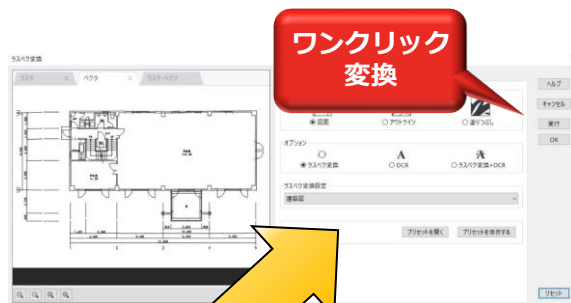 ワンクリック
変換
ラスベク変換
ラスタ
ベクタ
ラスタ・ベクタ
ヘルプ
キャンセル
実行
OK
図面
アウトライン
塗りつぶし
オプション
A
ラスベク変換
OCR
ラスベク変換+OCR
ラスベク変換設定
建築図
プリセットを開く
プリセットを保存する
リセット